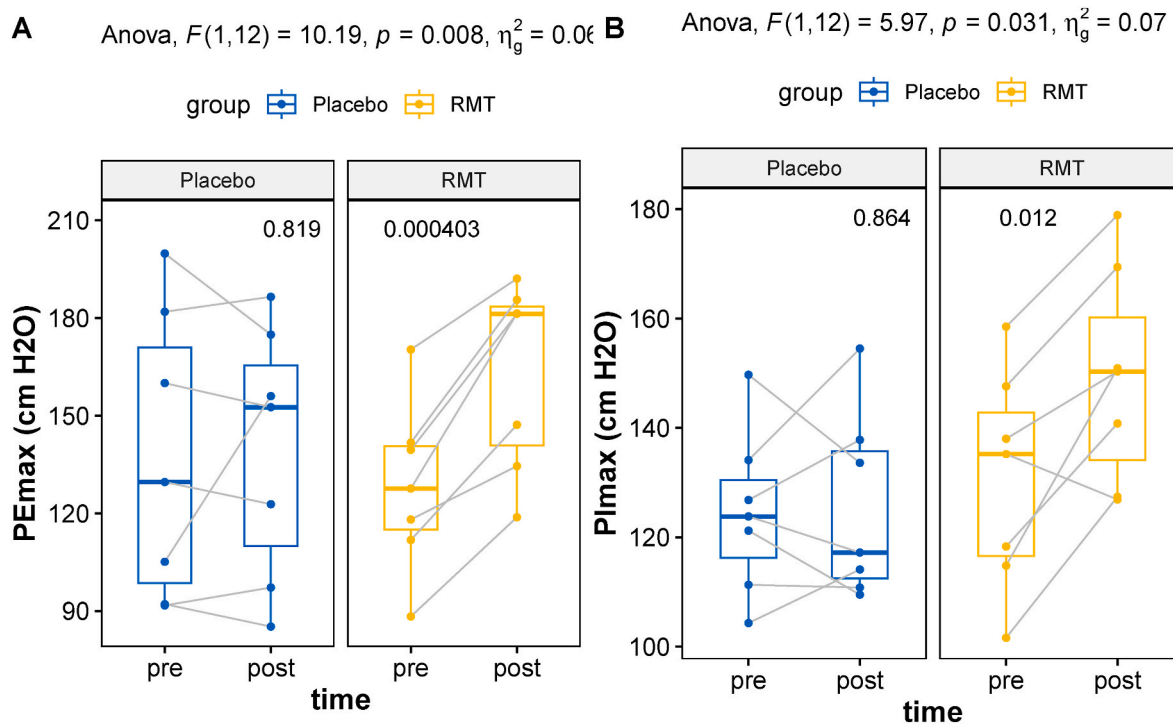 A
Anova, F(1,12) = 10.19, p = 0.008, η²g = 0.06
group Placebo RMT
Placebo RMT
0.819 0.000403
210
180
150
120
90
PEmax (cm H2O)
pre post pre post
time
B
Anova, F(1,12) = 5.97, p = 0.031, η²g = 0.07
group Placebo RMT
Placebo RMT
0.864 0.012
180
160
140
120
100
PImax (cm H2O)
pre post pre post
time